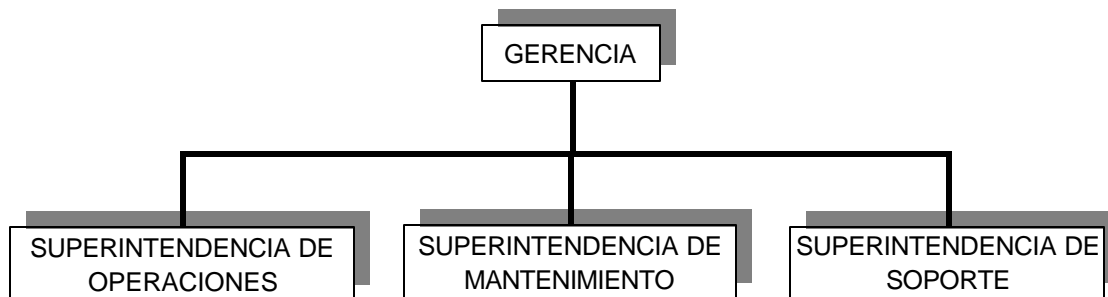 GERENCIA
SUPERINTENDENCIA DE
OPERACIONES
SUPERINTENDENCIA DE
MANTENIMIENTO
SUPERINTENDENCIA DE
SOPORTE